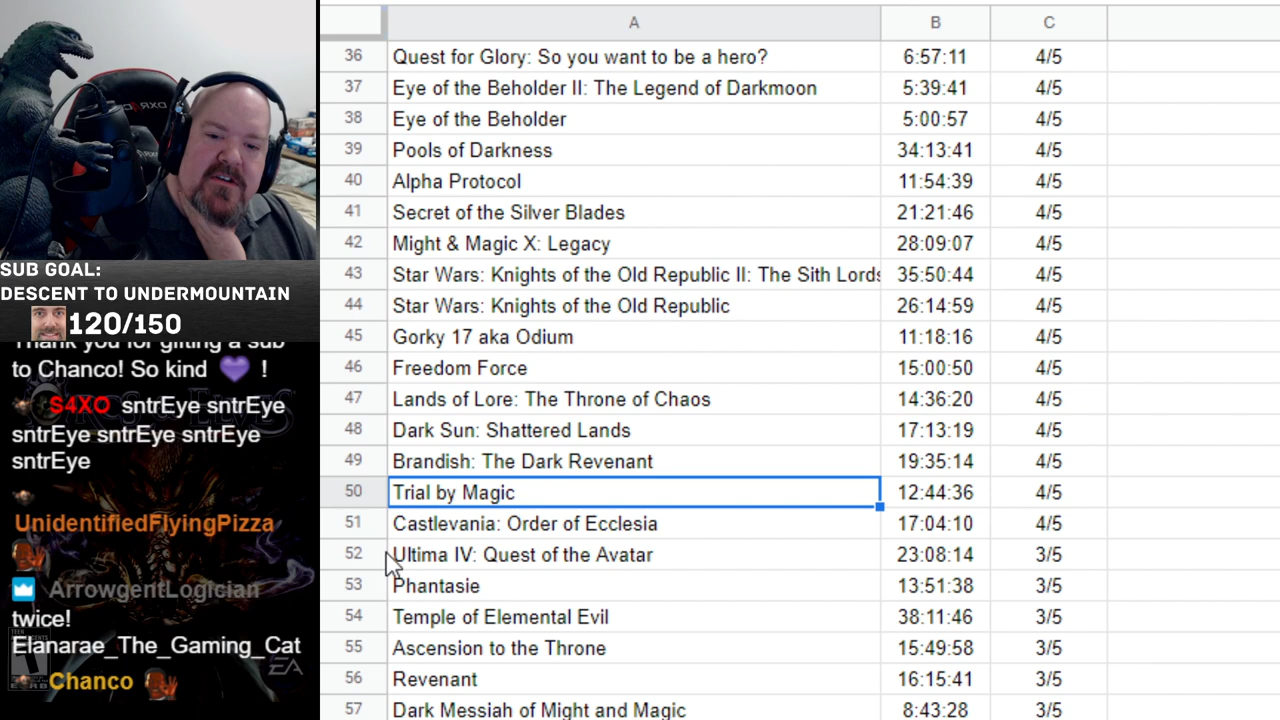 A B C
36 Quest for Glory: So you want to be a hero? 6:57:11 4/5
37 Eye of the Beholder II: The Legend of Darkmoon 5:39:41 4/5
38 Eye of the Beholder 5:00:57 4/5
39 Pools of Darkness 34:13:41 4/5
40 Alpha Protocol 11:54:39 4/5
41 Secret of the Silver Blades 21:21:46 4/5
42 Might & Magic X: Legacy 28:09:07 4/5
43 Star Wars: Knights of the Old Republic II: The Sith Lords 35:50:44 4/5
44 Star Wars: Knights of the Old Republic 26:14:59 4/5
45 Gorky 17 aka Odium 11:18:16 4/5
46 Freedom Force 15:00:50 4/5
47 Lands of Lore: The Throne of Chaos 14:36:20 4/5
48 Dark Sun: Shattered Lands 17:13:19 4/5
49 Brandish: The Dark Revenant 19:35:14 4/5
50 Trial by Magic 12:44:36 4/5
51 Castlevania: Order of Ecclesia 17:04:10 4/5
52 Ultima IV: Quest of the Avatar 23:08:14 3/5
53 Phantasie 13:51:38 3/5
54 Temple of Elemental Evil 38:11:46 3/5
55 Ascension to the Throne 15:49:58 3/5
56 Revenant 16:15:41 3/5
57 Dark Messiah of Might and Magic 8:43:28 3/5
SUB GOAL:
DESCENT TO UNDERMOUNTAIN
120/150
Thank you for gifting a sub
to Chanco! So kind !
S4XO sntrEye sntrEye
sntrEye sntrEye sntrEye
sntrEye
UnidentifiedFlyingPizza
ArrowgentLogician
twice!
Elanarae_The_Gaming_Cat
Chanco
EA